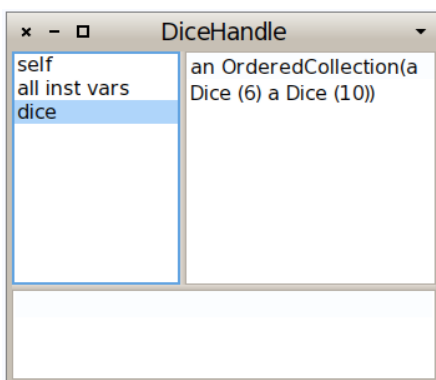 DiceHandle
self
all inst vars
dice
an OrderedCollection(a
Dice (6) a Dice (10))